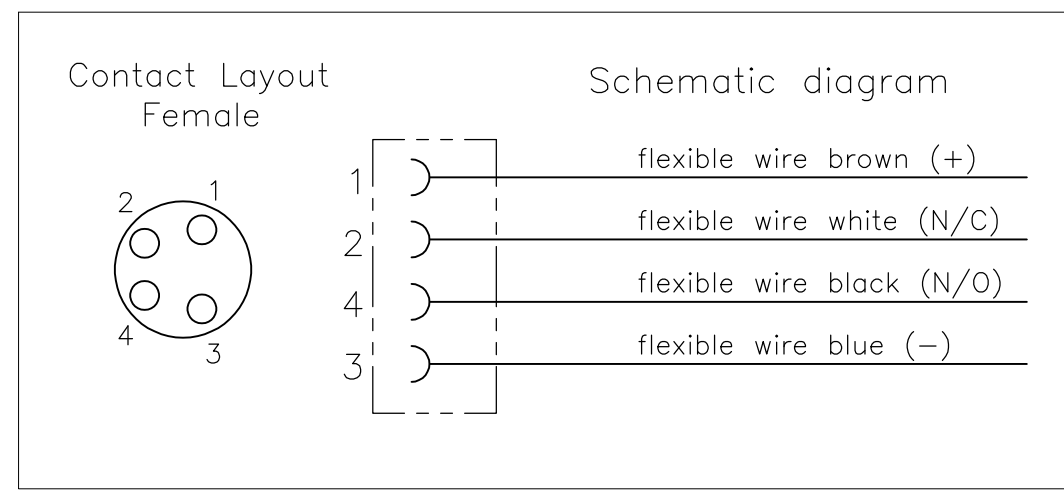 Contact Layout
Female
2
1
4
3
Schematic diagram
1 flexible wire brown (+)
2 flexible wire white (N/C)
4 flexible wire black (N/O)
3 flexible wire blue (−)